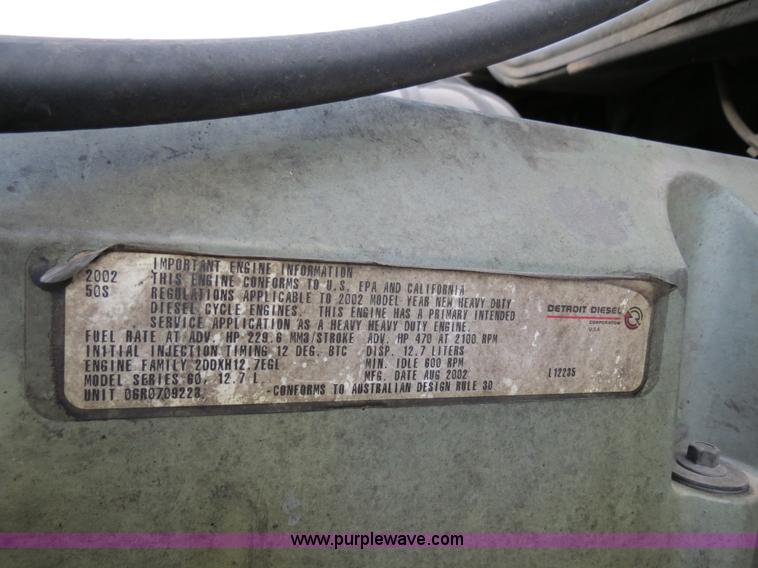 IMPORTANT ENGINE INFORMATION
2002 THIS ENGINE CONFORMS TO U.S. EPA AND CALIFORNIA
50S REGULATIONS APPLICABLE TO 2002 MODEL YEAR NEW HEAVY DUTY
DIESEL CYCLE ENGINES. THIS ENGINE HAS A PRIMARY INTENDED
SERVICE APPLICATION AS A HEAVY HEAVY DUTY ENGINE.
FUEL RATE AT ADV. HP 229.6 MM3/STROKE ADV. HP 470 AT 2100 RPM
INITIAL INJECTION TIMING 12 DEG. BTC DISP. 12.7 LITERS
ENGINE FAMILY 2DDXH12.7EGL MIN. IDLE 600 RPM
MODEL SERIES 60, 12.7 L. MFG. DATE AUG 2002
UNIT 06R0709223 -CONFORMS TO AUSTRALIAN DESIGN RULE 30
L12235
DETROIT DIESEL
CORPORATION
U.S.A
www.purplewave.com